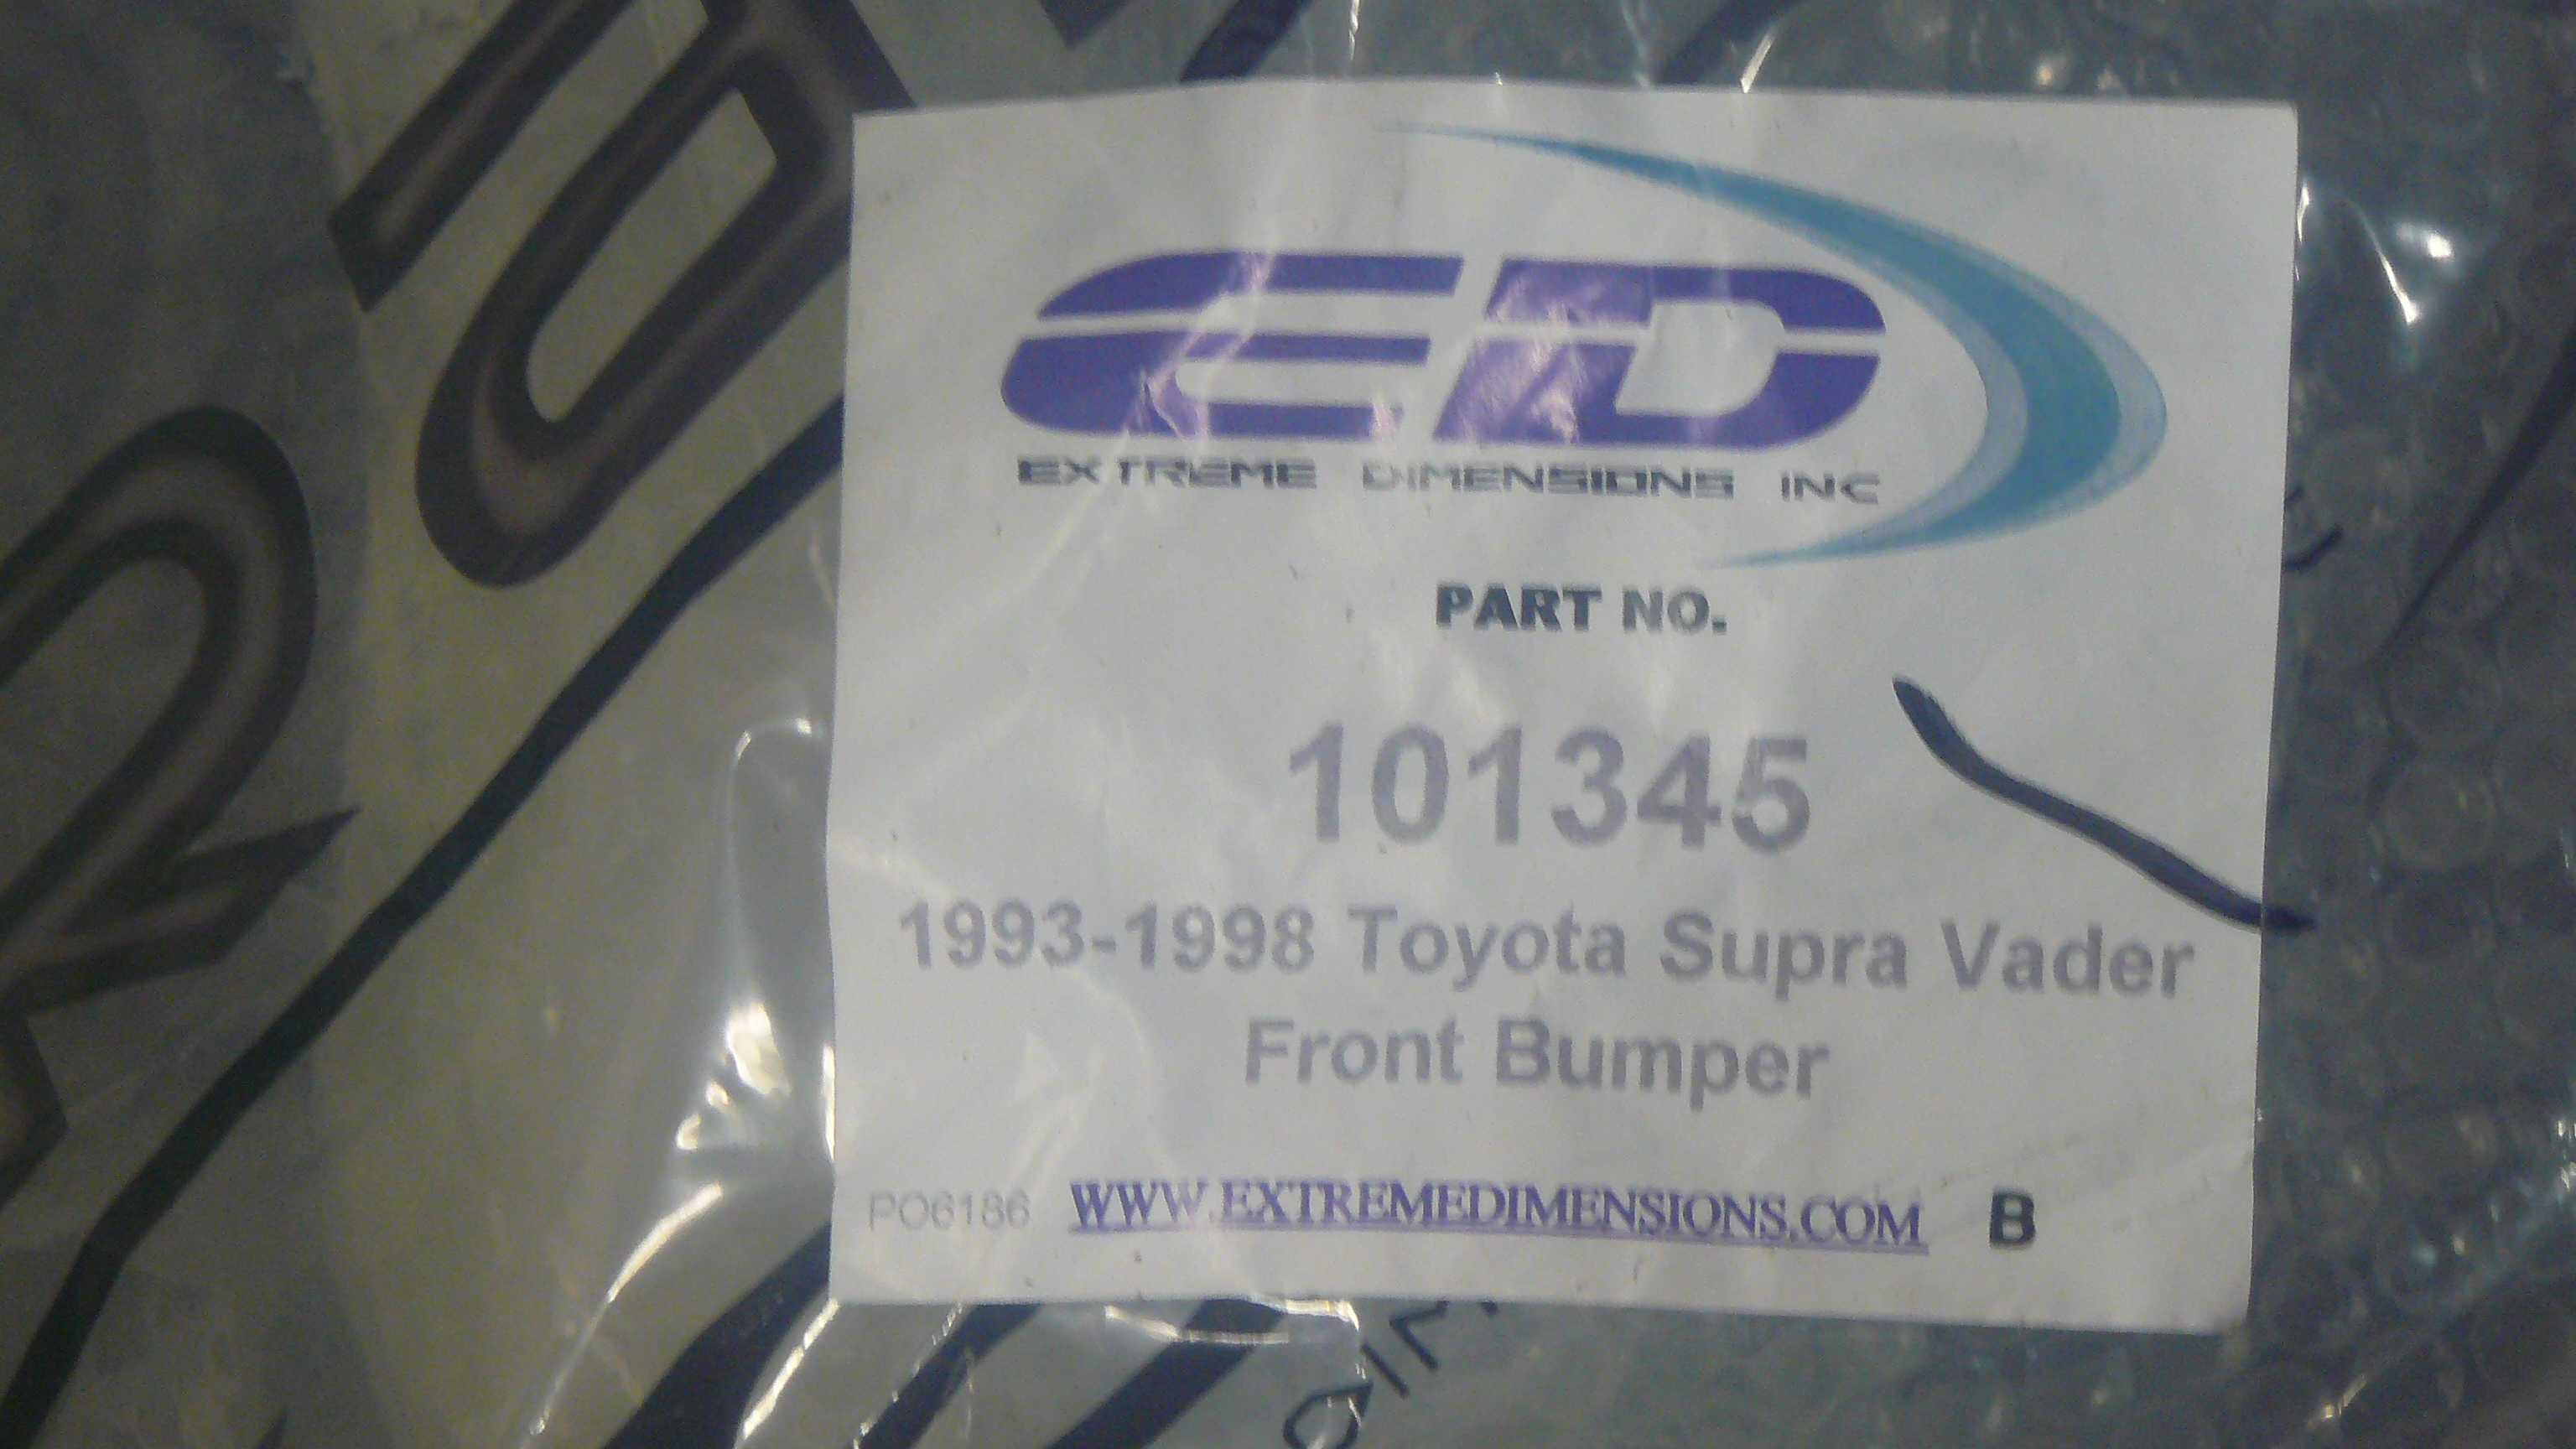 ED
EXTREME DIMENSIONS INC
PART NO.
101345
1993-1998 Toyota Supra Vader
Front Bumper
PO6186 WWW.EXTREMEDIMENSIONS.COM B